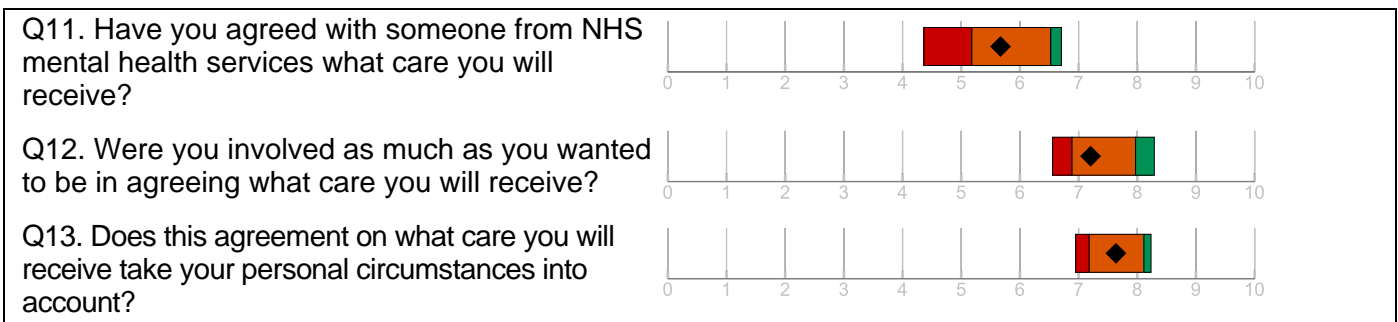 Q11. Have you agreed with someone from NHS
mental health services what care you will
receive?
0 1 2 3 4 5 6 7 8 9 10
Q12. Were you involved as much as you wanted
to be in agreeing what care you will receive?
0 1 2 3 4 5 6 7 8 9 10
Q13. Does this agreement on what care you will
receive take your personal circumstances into
account?
0 1 2 3 4 5 6 7 8 9 10